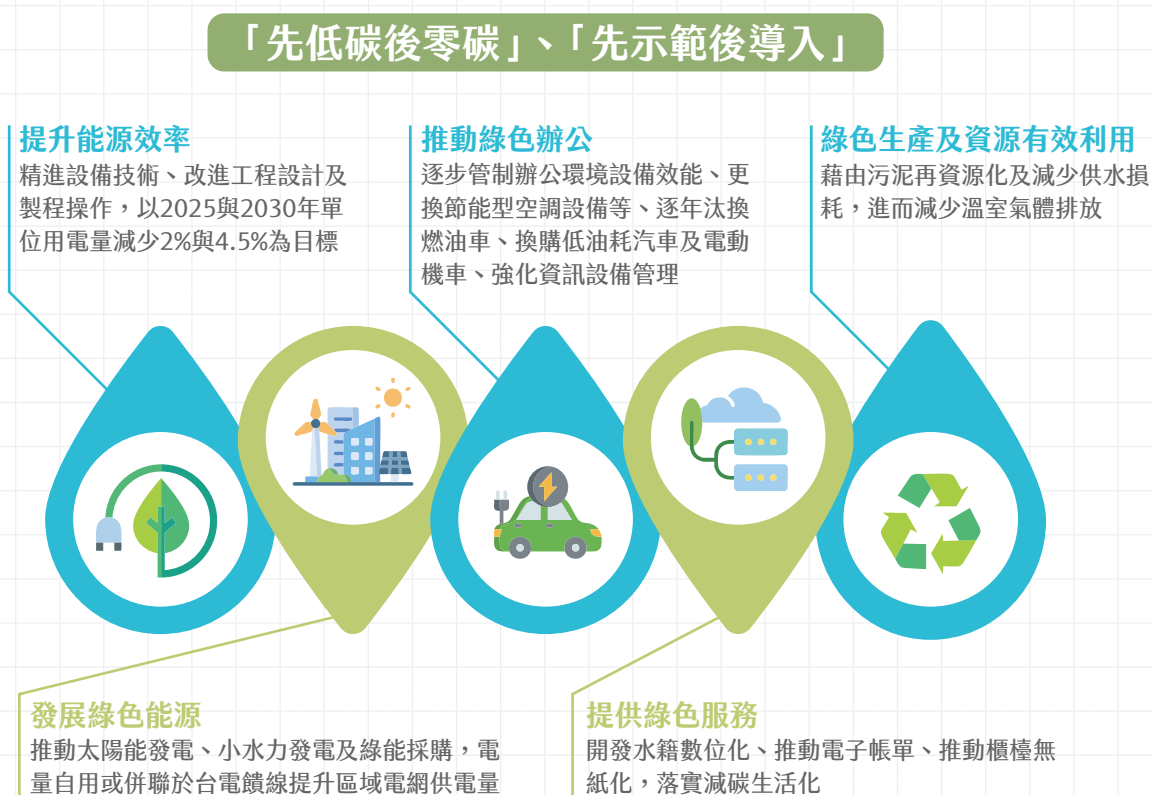 「先低碳後零碳」、「先示範後導入」
提升能源效率
精進設備技術、改進工程設計及
製程操作，以2025與2030年單
位用電量減少2%與4.5%為目標
推動綠色辦公
逐步管制辦公環境設備效能、更
換節能型空調設備等、逐年汰換
燃油車、換購低油耗汽車及電動
機車、強化資訊設備管理
綠色生產及資源有效利用
藉由污泥再資源化及減少供水損
耗，進而減少溫室氣體排放
發展綠色能源
推動太陽能發電、小水力發電及綠能採購，電
量自用或併聯於台電饋線提升區域電網供電量
提供綠色服務
開發水籍數位化、推動電子帳單、推動櫃檯無
紙化，落實減碳生活化